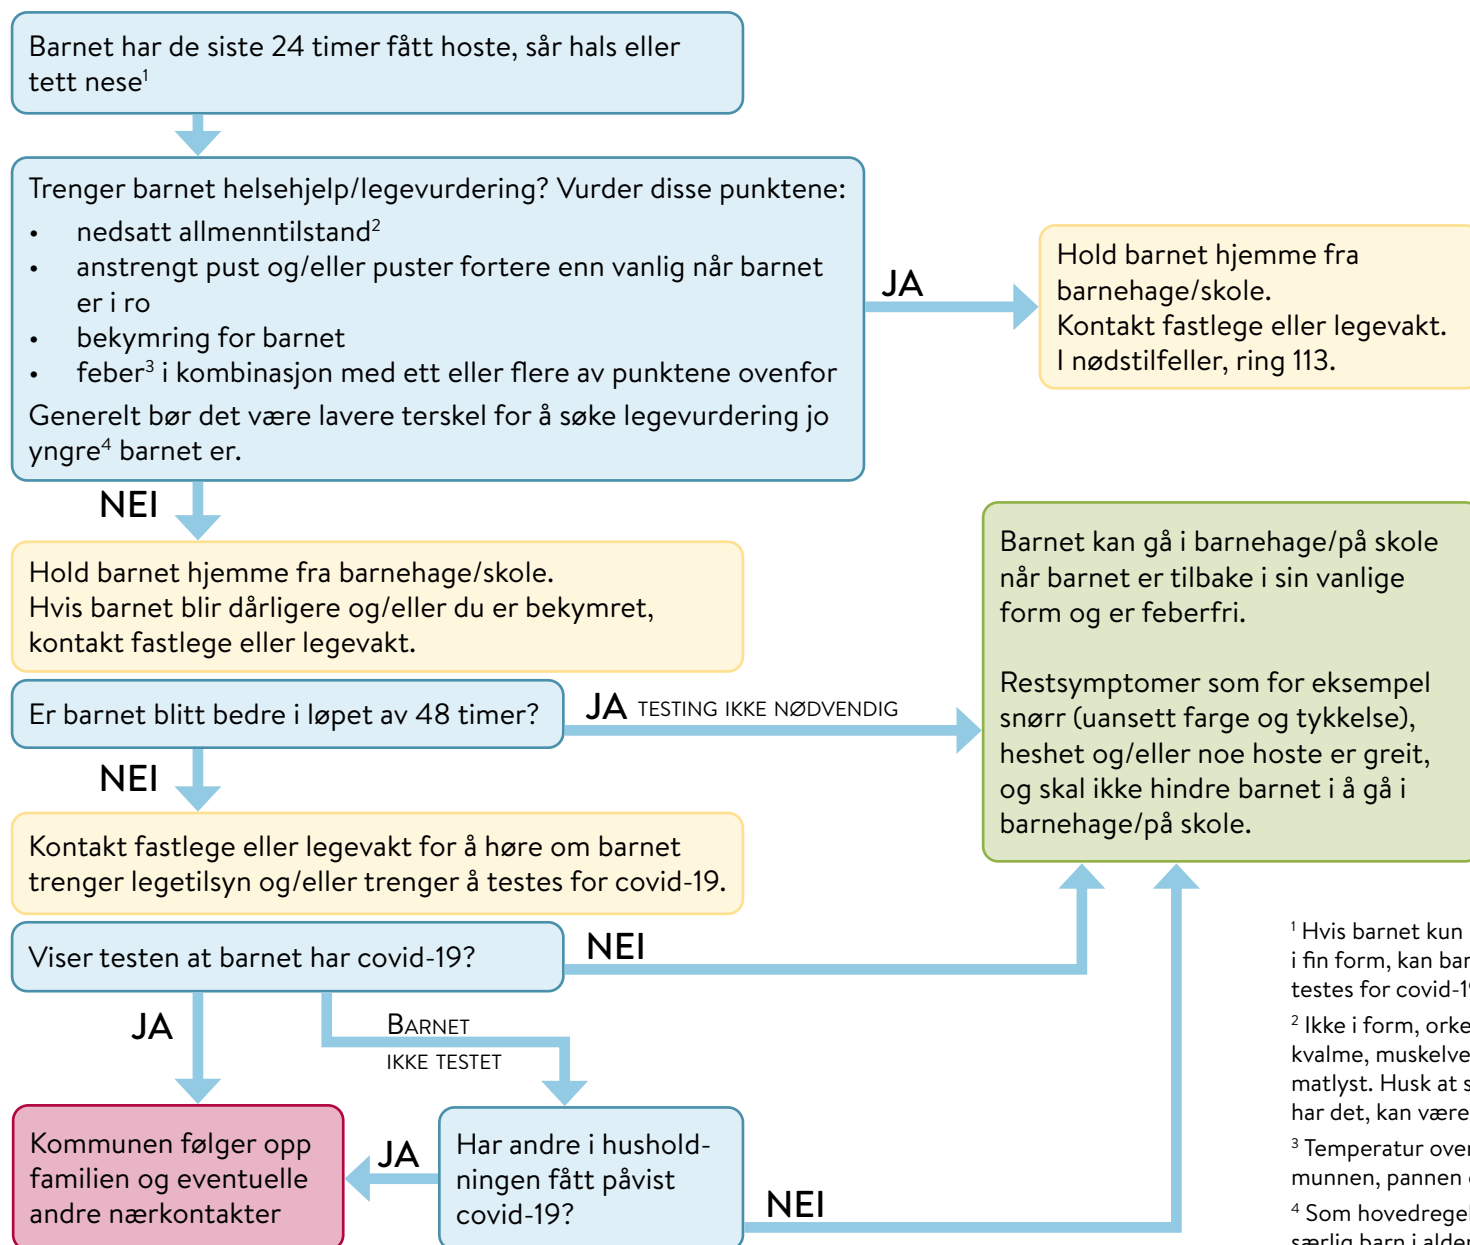 Barnet har de siste 24 timer fått hoste, sår hals eller
tett nese¹
Trenger barnet helsehjelp/legevurdering? Vurder disse punktene:
• nedsatt allmenntilstand²
• anstrengt pust og/eller puster fortere enn vanlig når barnet
er i ro
• bekymring for barnet
• feber³ i kombinasjon med ett eller flere av punktene ovenfor
Generelt bør det være lavere terskel for å søke legevurdering jo
yngre⁴ barnet er.
JA
Hold barnet hjemme fra
barnehage/skole.
Kontakt fastlege eller legevakt.
I nødstilfeller, ring 113.
NEI
Hold barnet hjemme fra barnehage/skole.
Hvis barnet blir dårligere og/eller du er bekymret,
kontakt fastlege eller legevakt.
Er barnet blitt bedre i løpet av 48 timer?
JA TESTING IKKE NØDVENDIG
Barnet kan gå i barnehage/på skole
når barnet er tilbake i sin vanlige
form og er feberfri.
Restsymptomer som for eksempel
snørr (uansett farge og tykkelse),
heshet og/eller noe hoste er greit,
og skal ikke hindre barnet i å gå i
barnehage/på skole.
NEI
Kontakt fastlege eller legevakt for å høre om barnet
trenger legetilsyn og/eller trenger å testes for covid-19.
Viser testen at barnet har covid-19?
NEI
JA
BARNET
IKKE TESTET
Kommunen følger opp
familien og eventuelle
andre nærkontakter
JA
Har andre i hushold-
ningen fått påvist
covid-19?
NEI
¹ Hvis barnet kun
i fin form, kan
testes for
² Ikke i form,
kvalme,
matlyst. Husk at
har det, kan være
³ Temperatur
munnen, pannen
⁴ Som
særlig barn i